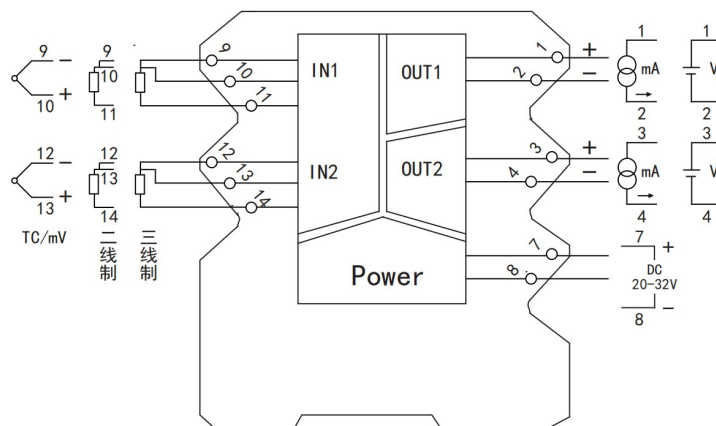 9 −
10
10 +
11
9
10
11
IN1
OUT1
1 +
2 −
1
mA
2
1
V
2
12 −
12
13
13 +
14
12
13
14
IN2
OUT2
3 +
4 −
3
mA
4
3
V
4
TC/mV
二线制
三线制
Power
7
8
7 +
DC
20-32V
8 −